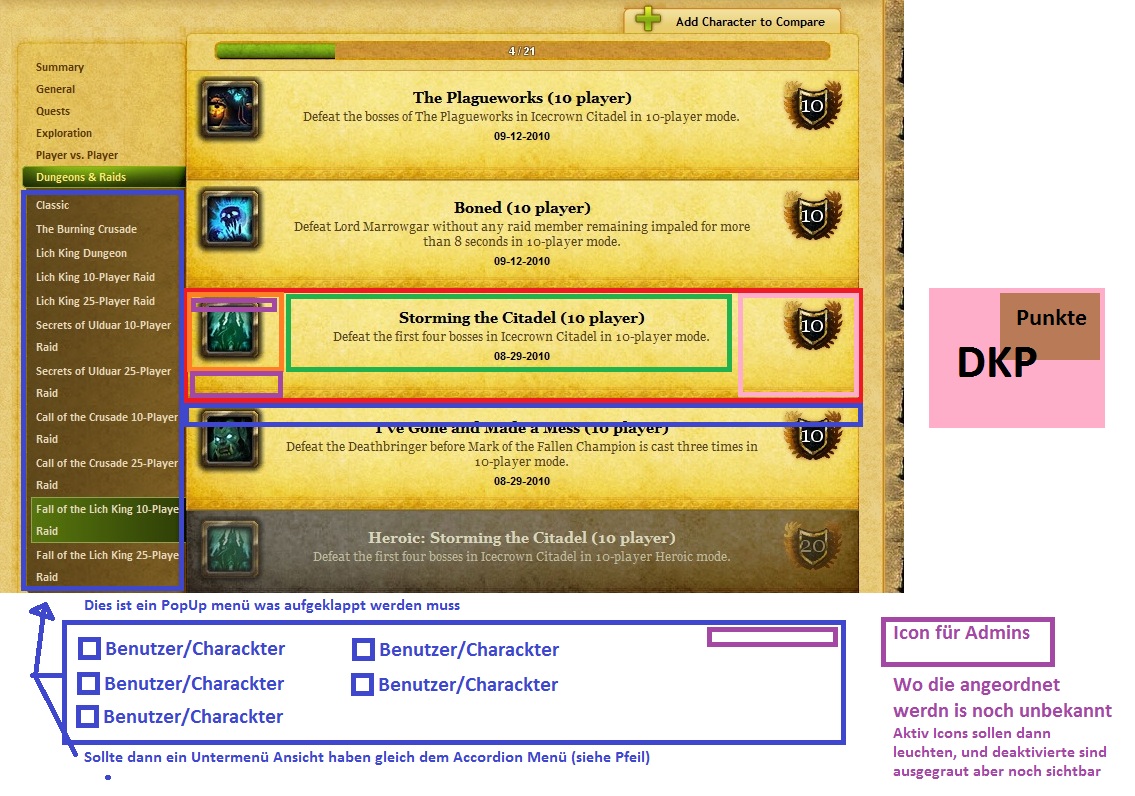 Add Character to Compare
4 / 21
Summary
General
Quests
Exploration
Player vs. Player
Dungeons & Raids
Classic
The Burning Crusade
Lich King Dungeon
Lich King 10-Player Raid
Lich King 25-Player Raid
Secrets of Ulduar 10-Player
Raid
Secrets of Ulduar 25-Player
Raid
Call of the Crusade 10-Player
Raid
Call of the Crusade 25-Player
Raid
Fall of the Lich King 10-Playe
Raid
Fall of the Lich King 25-Playe
Raid
The Plagueworks (10 player)
Defeat the bosses of The Plagueworks in Icecrown Citadel in 10-player mode.
09-12-2010
10
Boned (10 player)
Defeat Lord Marrowgar without any raid member remaining impaled for more
than 8 seconds in 10-player mode.
09-12-2010
10
Storming the Citadel (10 player)
Defeat the first four bosses in Icecrown Citadel in 10-player mode.
08-29-2010
10
I've Gone and Made a Mess (10 player)
Defeat the Deathbringer before Mark of the Fallen Champion is cast three times in
10-player mode.
08-29-2010
10
Heroic: Storming the Citadel (10 player)
Defeat the first four bosses in Icecrown Citadel in 10-player Heroic mode.
20
Punkte
DKP
Dies ist ein PopUp menü was aufgeklappt werden muss
Benutzer/Charackter
Benutzer/Charackter
Benutzer/Charackter
Benutzer/Charackter
Benutzer/Charackter
Sollte dann ein Untermenü Ansicht haben gleich dem Accordion Menü (siehe Pfeil)
Icon für Admins
Wo die angeordnet
werdn is noch unbekannt
Aktiv Icons sollen dann
leuchten, und deaktivierte sind
ausgegraut aber noch sichtbar